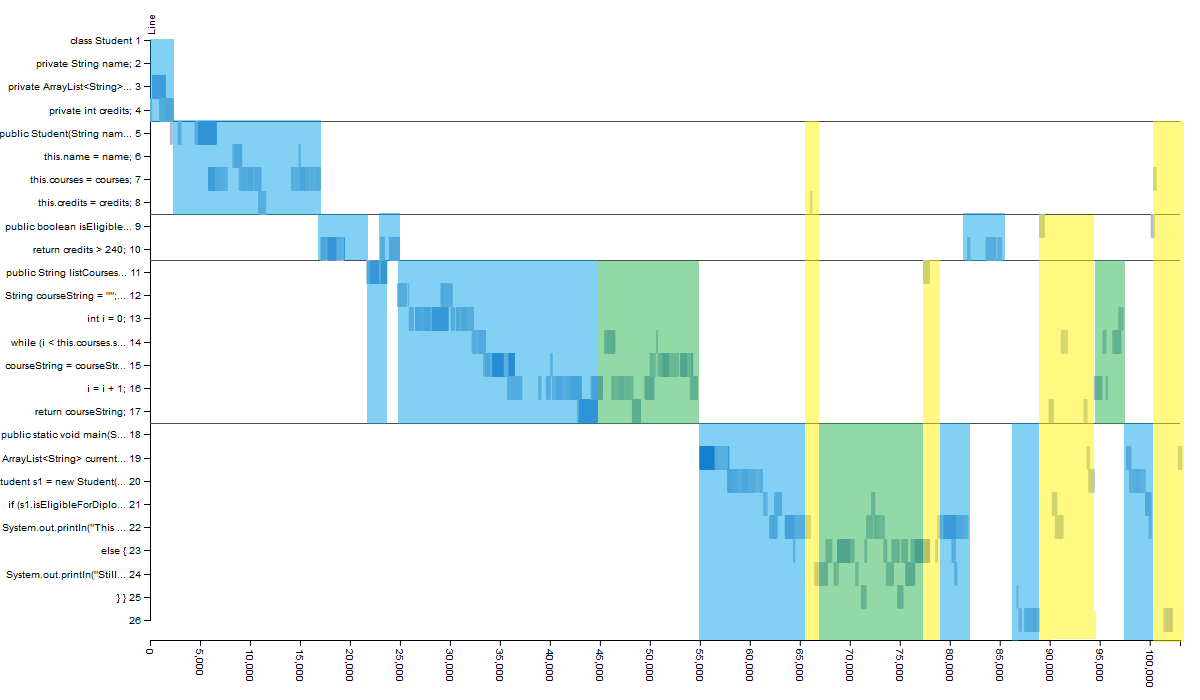 Line
class Student 1
private String name; 2
private ArrayList<String>... 3
private int credits; 4
public Student(String nam... 5
this.name = name; 6
this.courses = courses; 7
this.credits = credits; 8
public boolean isEligible... 9
return credits > 240; 10
public String listCourses... 11
String courseString = "";... 12
int i = 0; 13
while (i < this.courses.s... 14
courseString = courseStr... 15
i = i + 1; 16
return courseString; 17
public static void main(S... 18
ArrayList<String> current... 19
tudent s1 = new Student(... 20
if (s1.isEligibleForDiplo... 21
System.out.println("This ... 22
else { 23
System.out.println("Still... 24
} } 25
26
0 5,000 10,000 15,000 20,000 25,000 30,000 35,000 40,000 45,000 50,000 55,000 60,000 65,000 70,000 75,000 80,000 85,000 90,000 95,000 100,000